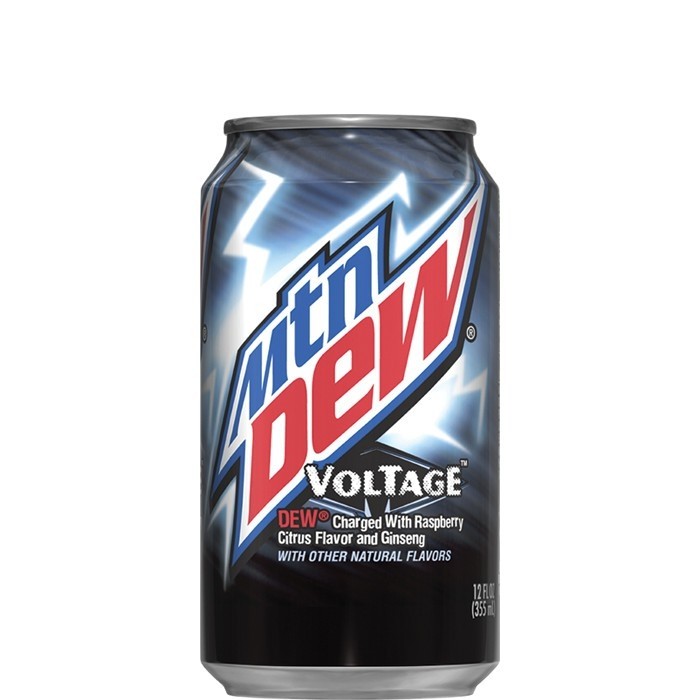 Mtn
Dew®
VOLTAGE™
DEW® Charged With Raspberry
Citrus Flavor and Ginseng
WITH OTHER NATURAL FLAVORS
12 FL OZ
(355 mL)